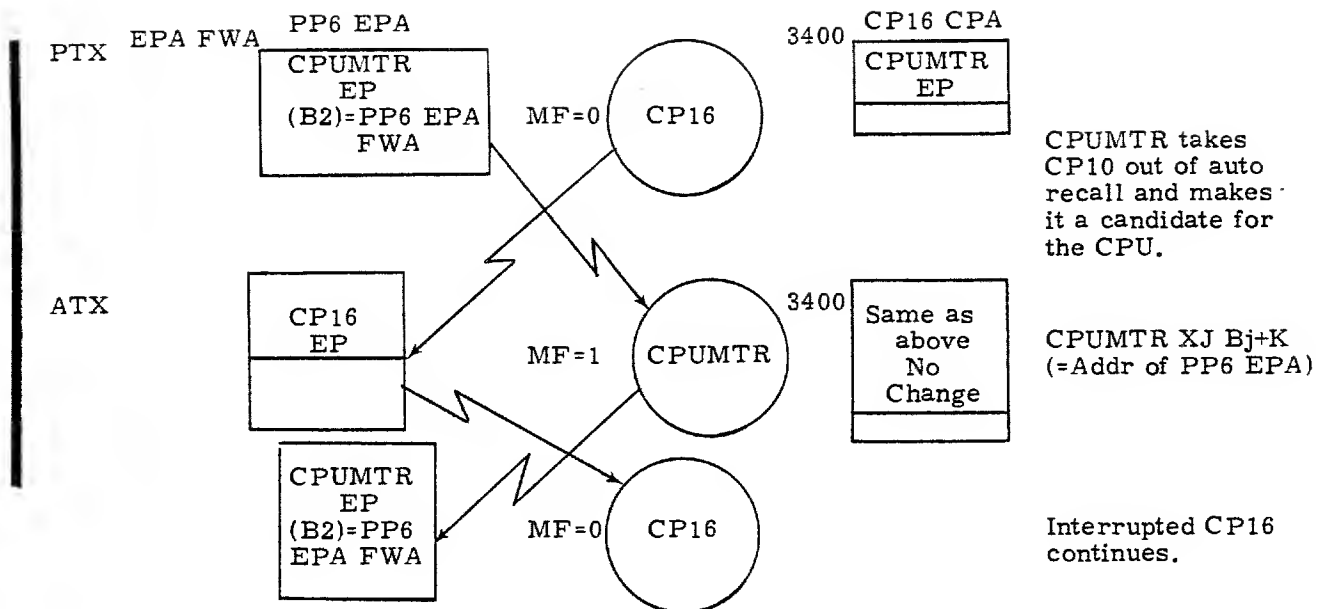 PTX
EPA FWA
PP6 EPA
CPUMTR
EP
(B2)=PP6 EPA
FWA
MF=0
CP16
3400
CP16 CPA
CPUMTR
EP
CPUMTR takes
CP10 out of auto
recall and makes
it a candidate for
the CPU.
ATX
CP16
EP
MF=1
CPUMTR
3400
Same as
above
No
Change
CPUMTR XJ Bj+K
(=Addr of PP6 EPA)
CPUMTR
EP
(B2)=PP6
EPA FWA
MF=0
CP16
Interrupted CP16
continues.